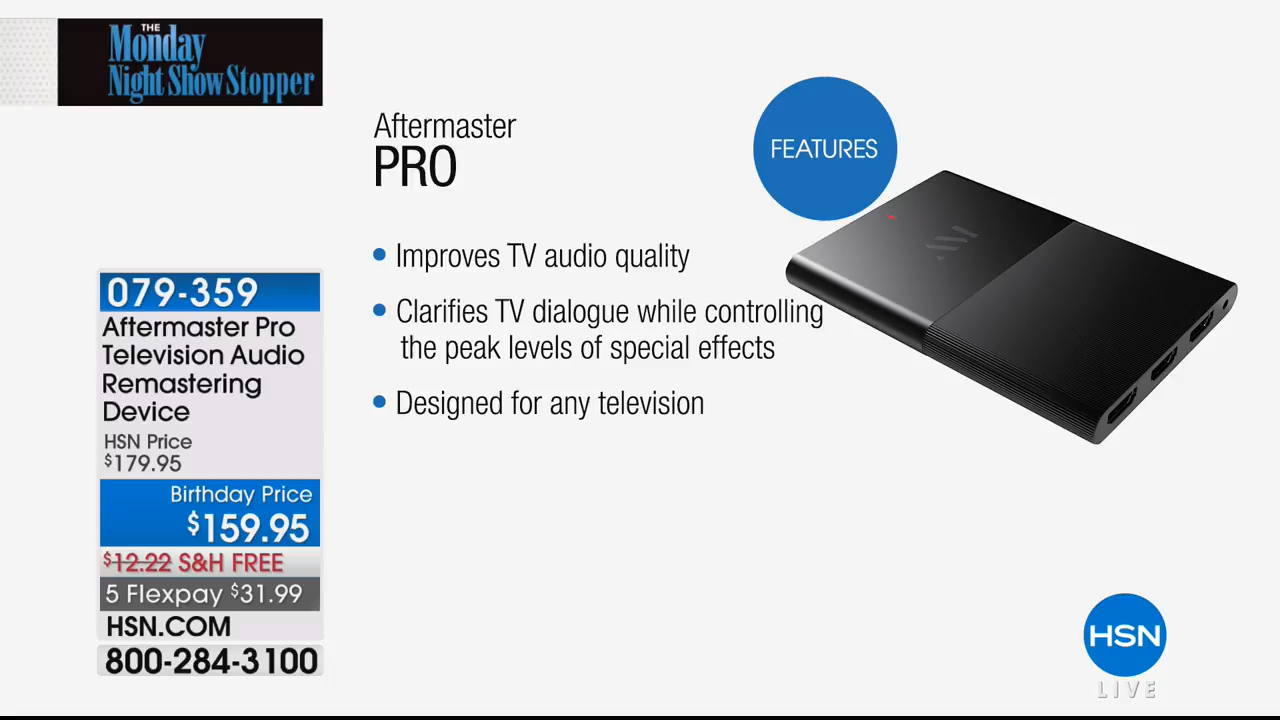 THE
Monday
Night Show Stopper
Aftermaster
PRO
FEATURES
• Improves TV audio quality
• Clarifies TV dialogue while controlling
the peak levels of special effects
• Designed for any television
079-359
Aftermaster Pro
Television Audio
Remastering
Device
HSN Price
$179.95
Birthday Price
$159.95
$12.22 S&H FREE
5 Flexpay $31.99
HSN.COM
800-284-3100
HSN
LIVE